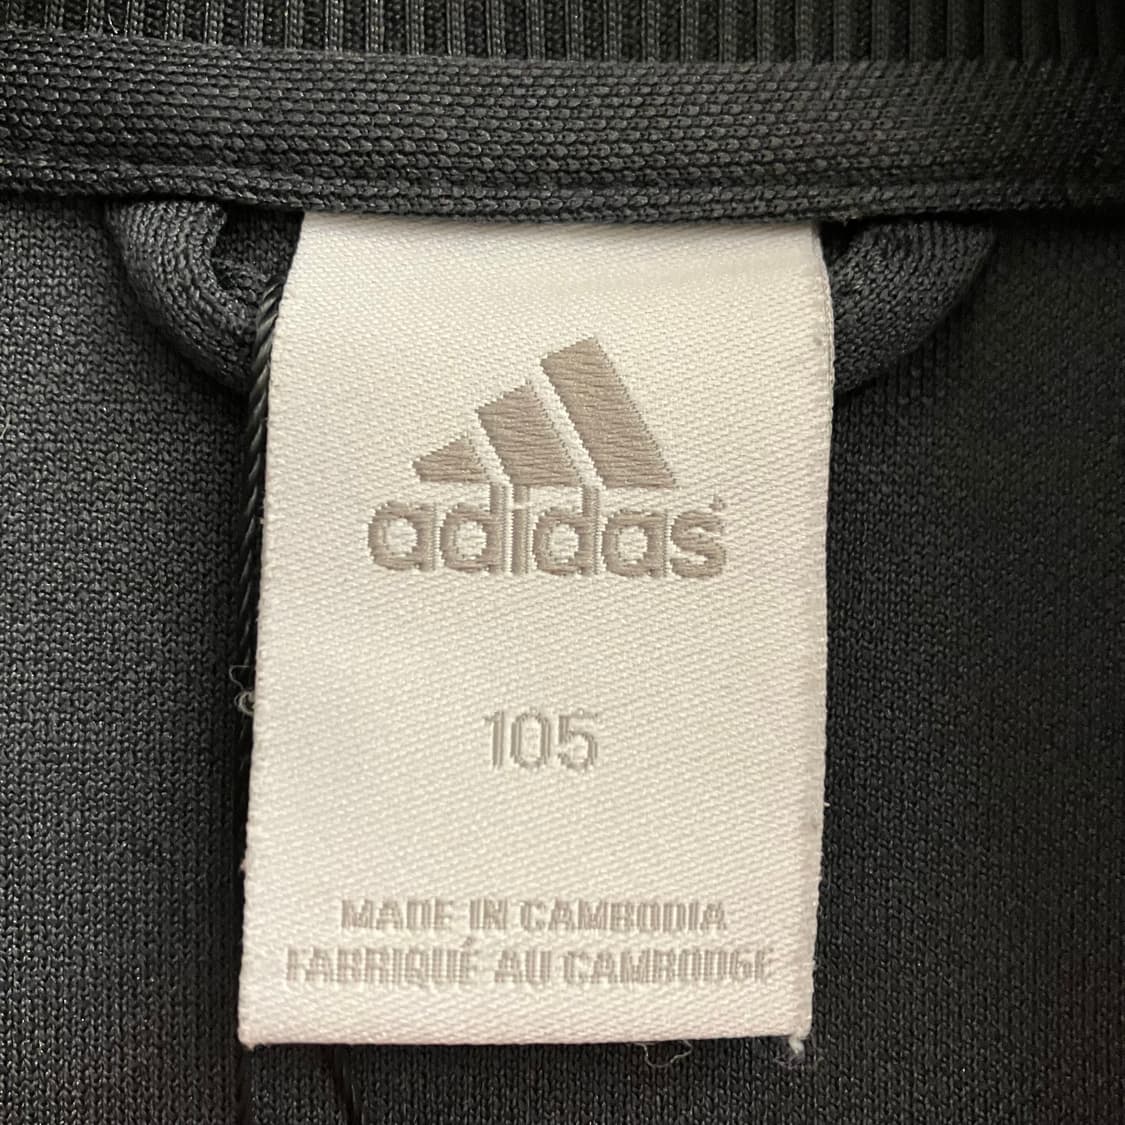 adidas
105
MADE IN CAMBODIA
FABRIQUÉ AU CAMBODGE